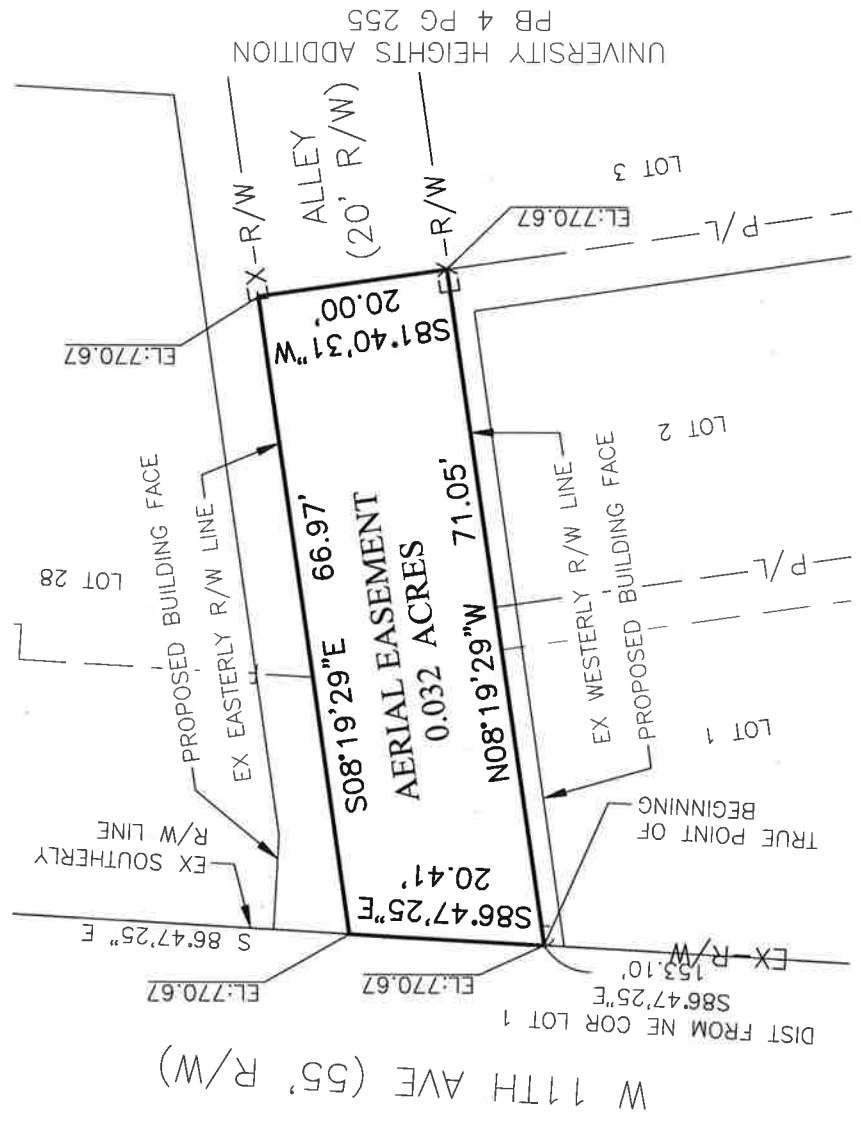 UNIVERSITY HEIGHTS ADDITION
PB 4 PG 255
ALLEY
(20' R/W)
EX-R/W
EX-R/W
LOT 3
P/L
EL:770.67
EL:770.67
S81°40'31"W
20.00'
LOT 2
LOT 28
PROPOSED BUILDING FACE
EX EASTERLY R/W LINE
S08°19'29"E 66.97'
AERIAL EASEMENT
0.032 ACRES
N08°19'29"W 71.05'
EX WESTERLY R/W LINE
PROPOSED BUILDING FACE
P/L
LOT 1
TRUE POINT OF
BEGINNING
EX SOUTHERLY
R/W LINE
S86°47'25"E
20.41'
S 86°47'25" E
EX-R/W
EL:770.67
EL:770.67
DIST FROM NE COR LOT 1
S86°47'25"E
153.10'
W 11TH AVE (55' R/W)